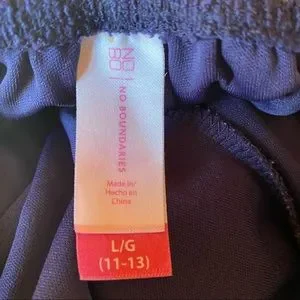 NO
BO
NO BOUNDARIES
Made in/
Hecho en
China
L/G
(11-13)